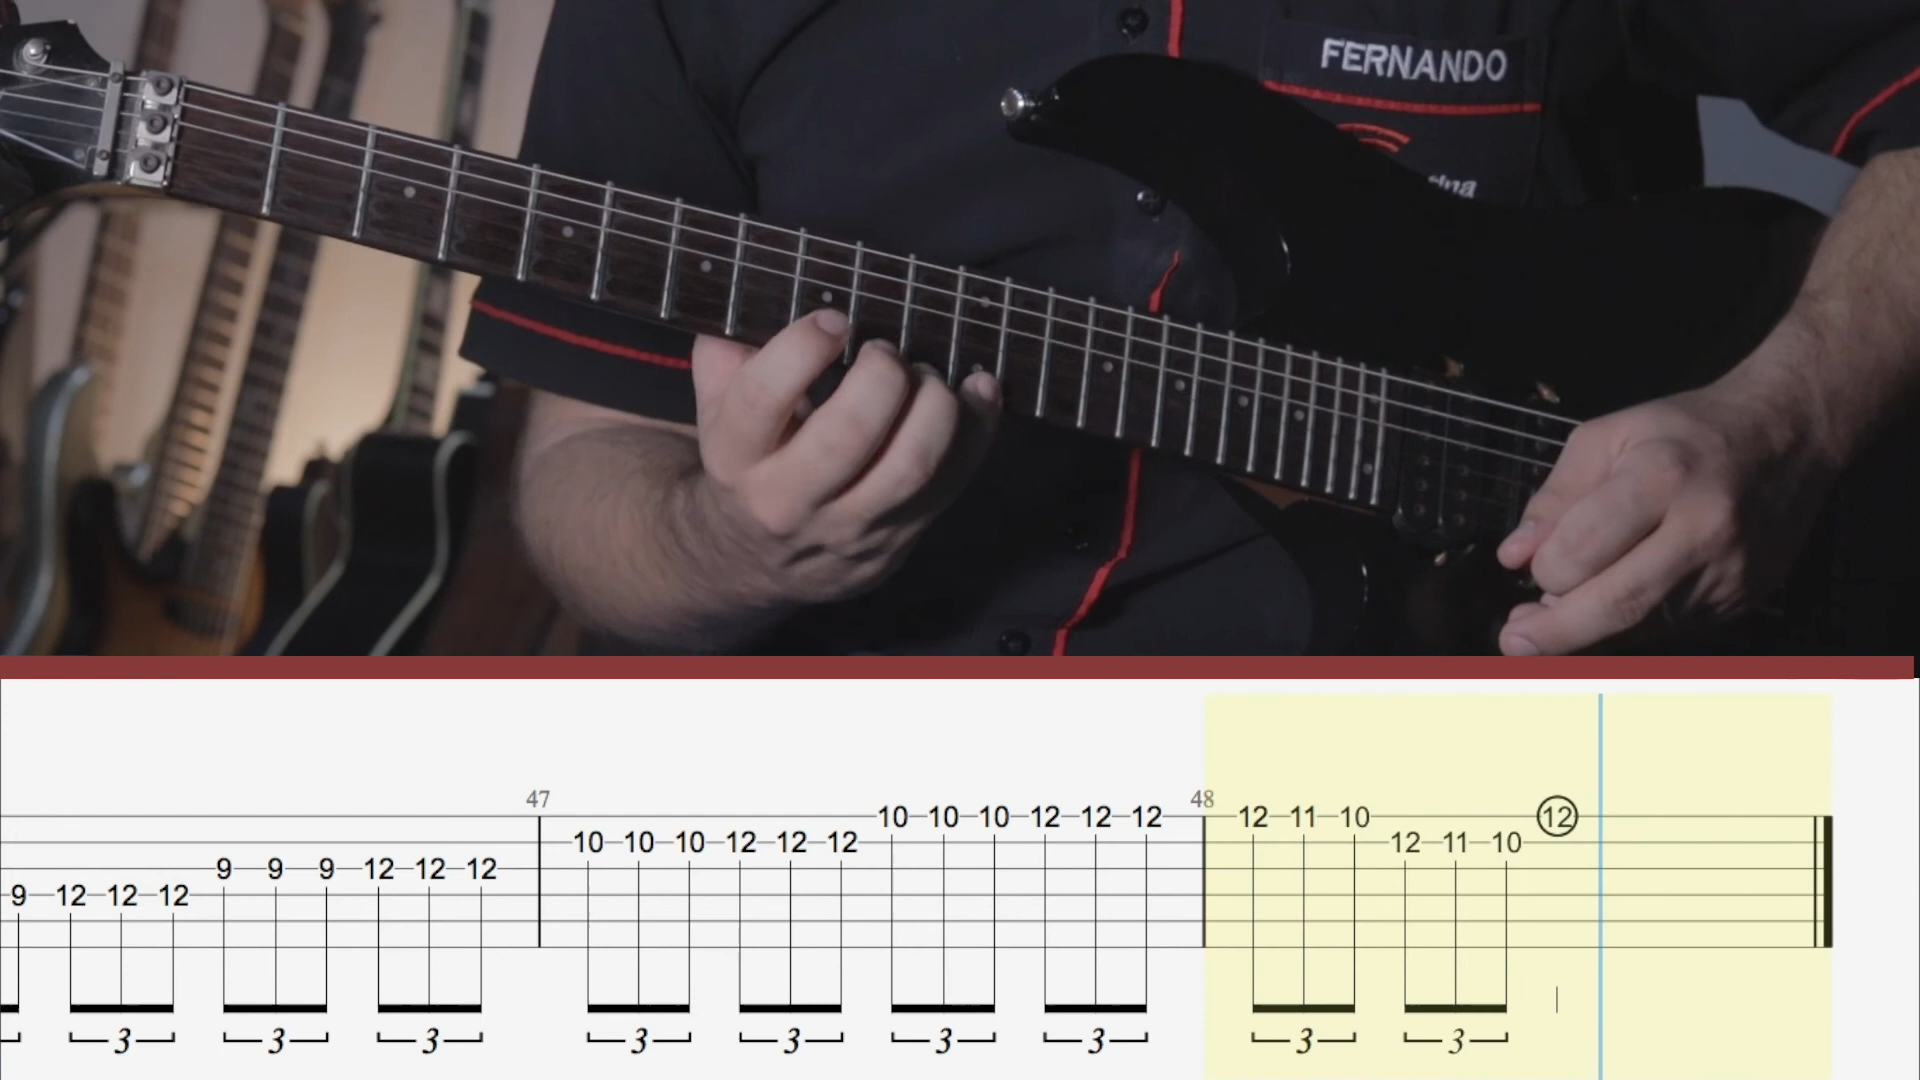 FERNANDO
47
48
10 10 10 12 12 12 12 11 10 12
10 10 10 12 12 12 12 11 10
9 9 9 12 12 12
9 12 12 12
3 3 3 3 3 3 3 3 3